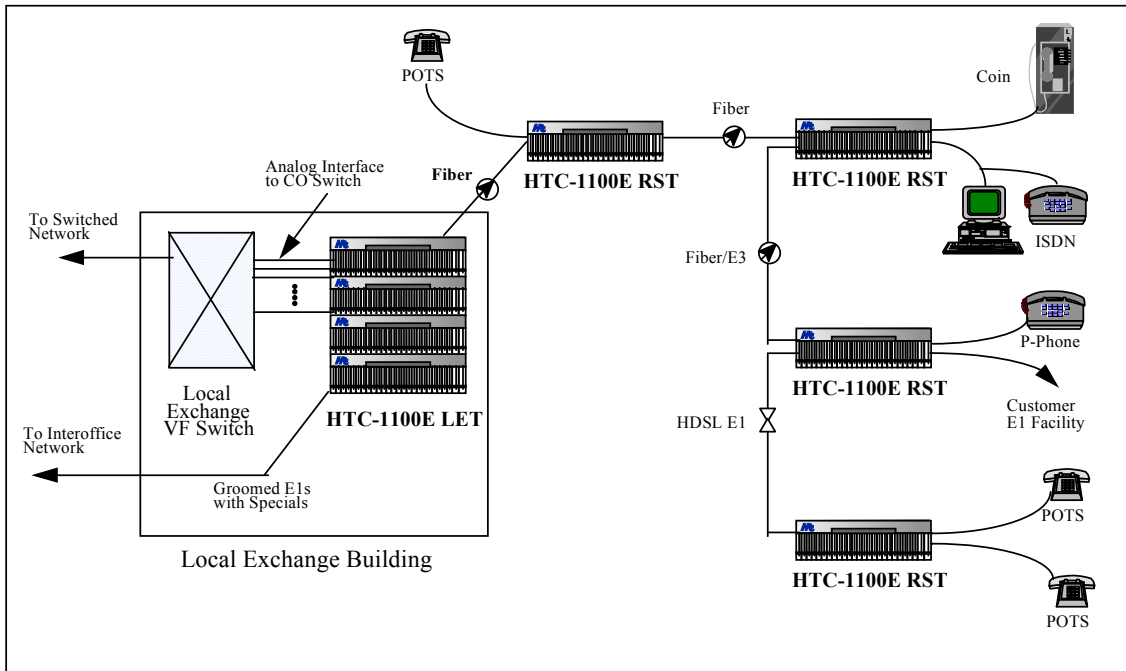 POTS
Coin
Fiber
HTC-1100E RST
HTC-1100E RST
Analog Interface
to CO Switch
Fiber
ISDN
To Switched
Network
Fiber/E3
P-Phone
HTC-1100E RST
Local
Exchange
VF Switch
HTC-1100E LET
Customer
E1 Facility
HDSL E1
To Interoffice
Network
Groomed E1s
with Specials
POTS
Local Exchange Building
HTC-1100E RST
POTS